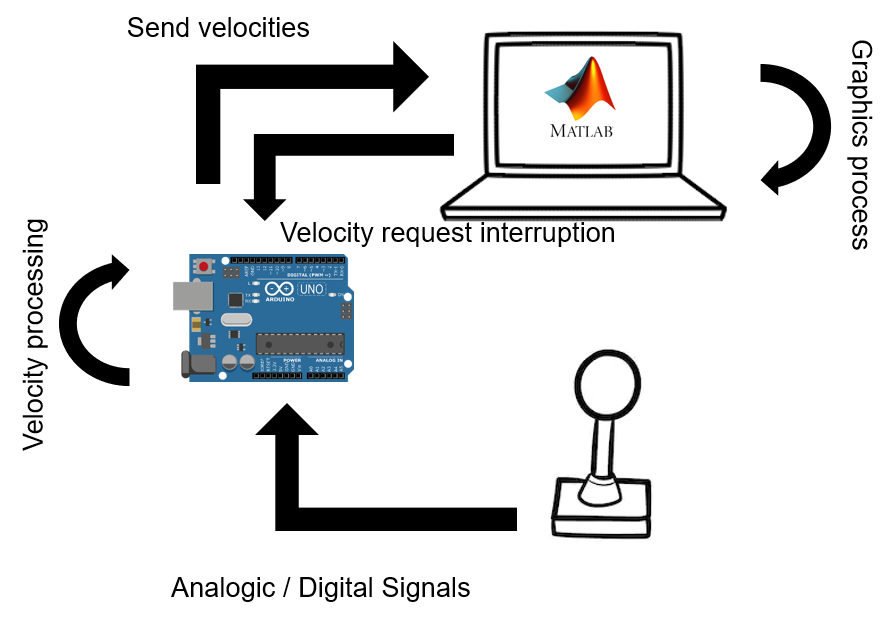 Send velocities
Graphics process
MATLAB
Velocity request interruption
Velocity processing
DIGITAL (PWM ~)
UNO
ARDUINO
POWER
ANALOG IN
Analogic / Digital Signals